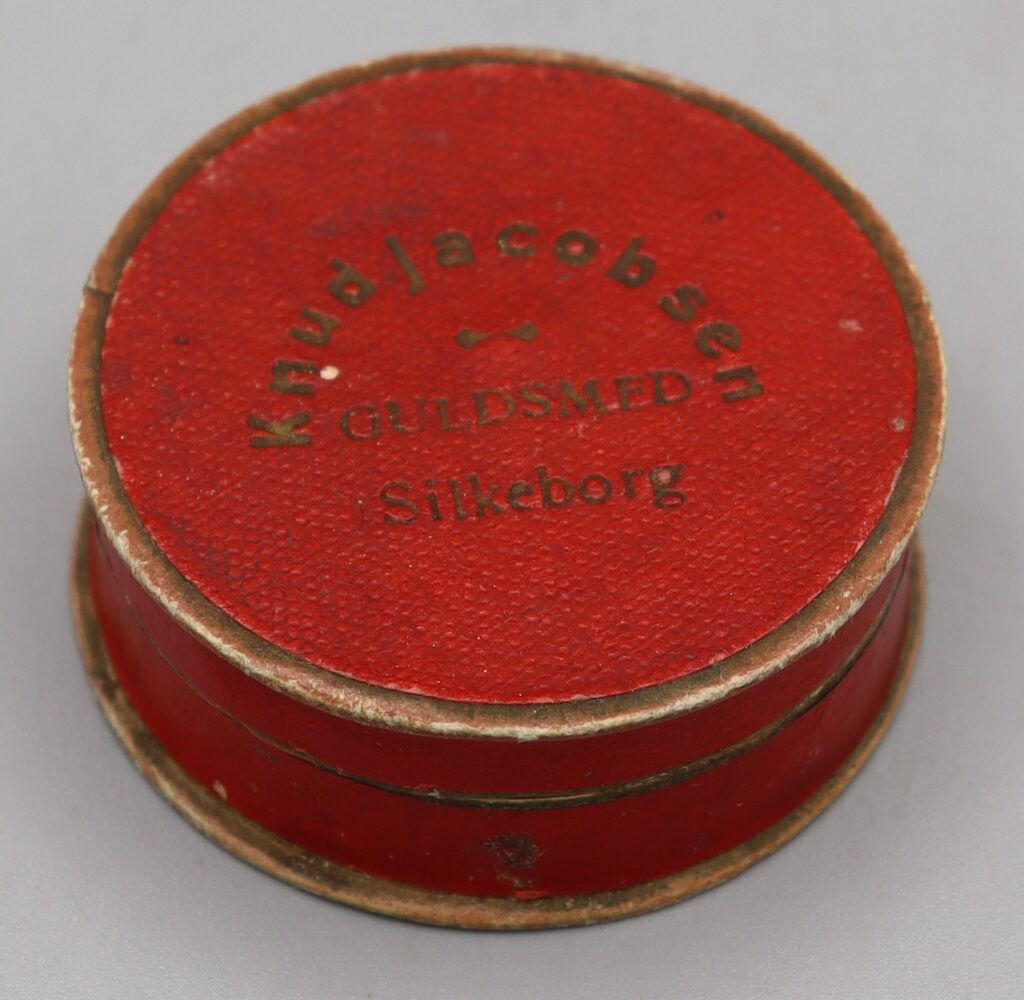 Knud Jacobsen
GULDSMED
Silkeborg